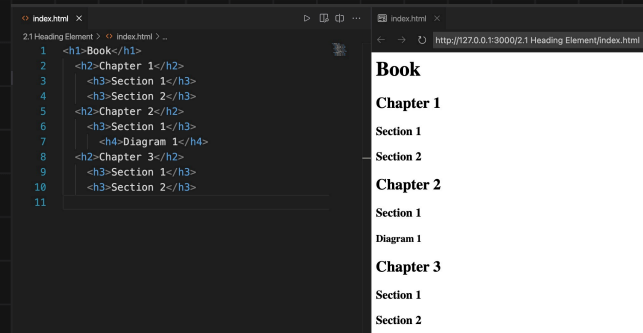 index.html
2.1 Heading Element > index.html > ...
1 <h1>Book</h1>
2 <h2>Chapter 1</h2>
3 <h3>Section 1</h3>
4 <h3>Section 2</h3>
5 <h2>Chapter 2</h2>
6 <h3>Section 1</h3>
7 <h4>Diagram 1</h4>
8 <h2>Chapter 3</h2>
9 <h3>Section 1</h3>
10 <h3>Section 2</h3>
11
index.html
http://127.0.0.1:3000/2.1 Heading Element/index.html
Book
Chapter 1
Section 1
Section 2
Chapter 2
Section 1
Diagram 1
Chapter 3
Section 1
Section 2